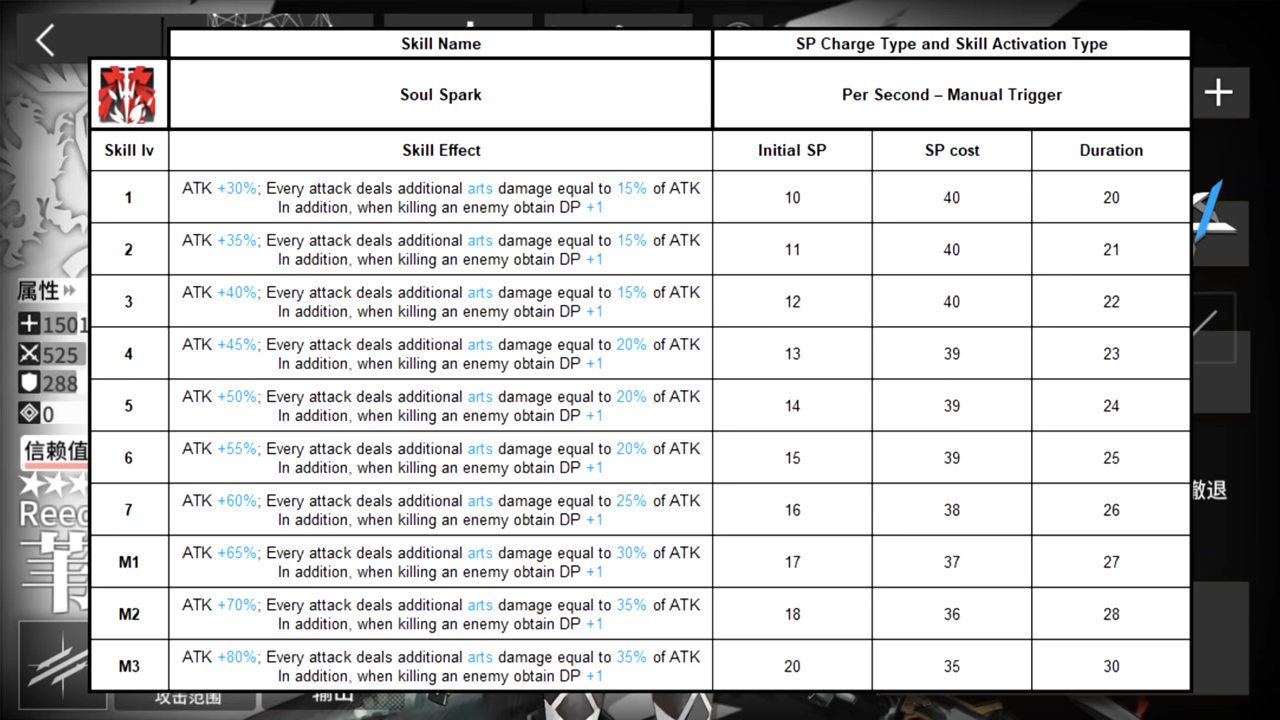 Skill Name SP Charge Type and Skill Activation Type
Soul Spark Per Second – Manual Trigger
Skill lv Skill Effect Initial SP SP cost Duration
1 ATK +30%; Every attack deals additional arts damage equal to 15% of ATK 10 40 20
In addition, when killing an enemy obtain DP +1
2 ATK +35%; Every attack deals additional arts damage equal to 15% of ATK 11 40 21
In addition, when killing an enemy obtain DP +1
3 ATK +40%; Every attack deals additional arts damage equal to 15% of ATK 12 40 22
In addition, when killing an enemy obtain DP +1
4 ATK +45%; Every attack deals additional arts damage equal to 20% of ATK 13 39 23
In addition, when killing an enemy obtain DP +1
5 ATK +50%; Every attack deals additional arts damage equal to 20% of ATK 14 39 24
In addition, when killing an enemy obtain DP +1
6 ATK +55%; Every attack deals additional arts damage equal to 20% of ATK 15 39 25
In addition, when killing an enemy obtain DP +1
7 ATK +60%; Every attack deals additional arts damage equal to 25% of ATK 16 38 26
In addition, when killing an enemy obtain DP +1
M1 ATK +65%; Every attack deals additional arts damage equal to 30% of ATK 17 37 27
In addition, when killing an enemy obtain DP +1
M2 ATK +70%; Every attack deals additional arts damage equal to 35% of ATK 18 36 28
In addition, when killing an enemy obtain DP +1
M3 ATK +80%; Every attack deals additional arts damage equal to 35% of ATK 20 35 30
In addition, when killing an enemy obtain DP +1
属性
1501
525
288
0
信赖值
Reed
苇
撤退
攻击范围
输出